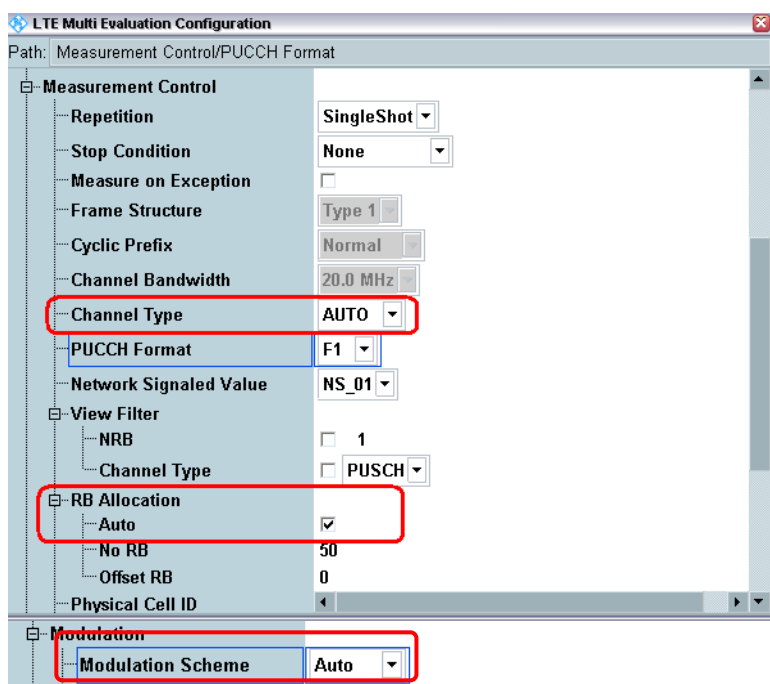 LTE Multi Evaluation Configuration
Path: Measurement Control/PUCCH Format
Measurement Control
Repetition SingleShot
Stop Condition None
Measure on Exception
Frame Structure Type 1
Cyclic Prefix Normal
Channel Bandwidth 20.0 MHz
Channel Type AUTO
PUCCH Format F1
Network Signaled Value NS_01
View Filter
NRB 1
Channel Type PUSCH
RB Allocation
Auto
No RB 50
Offset RB 0
Physical Cell ID
Modulation
Modulation Scheme Auto